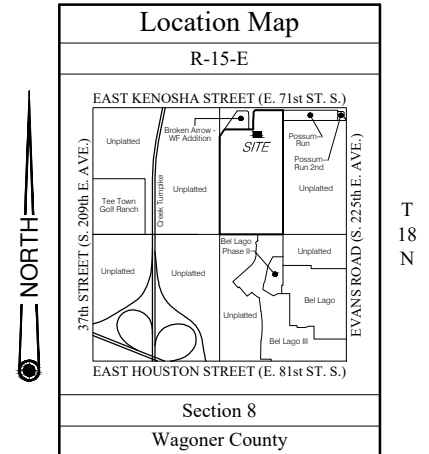 Location Map
R-15-E
EAST KENOSHA STREET (E. 71st ST. S.)
Unplatted
Broken Arrow -
WF Addition
SITE
Possum
Run
Possum
Run 2nd
Unplatted
Unplatted
Tee Town
Golf Ranch
Creek Turnpike
37th STREET (S. 209th E. AVE.)
EVANS ROAD (S. 225th E. AVE.)
NORTH
T
18
N
Unplatted
Unplatted
Bel Lago
Phase II
Unplatted
Bel Lago
Unplatted
Bel Lago III
EAST HOUSTON STREET (E. 81st ST. S.)
Section 8
Wagoner County